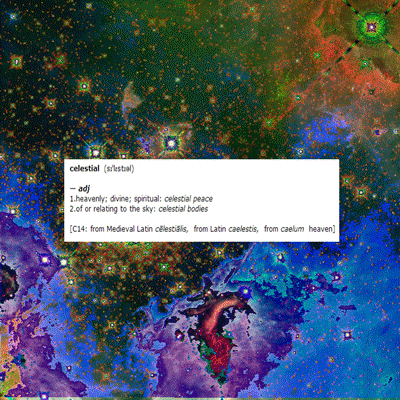 celestial (sɪˈlɛstɪəl)
— adj
1.heavenly; divine; spiritual: celestial peace
2.of or relating to the sky: celestial bodies
[C14: from Medieval Latin cēlestiālis, from Latin caelestis, from caelum heaven]